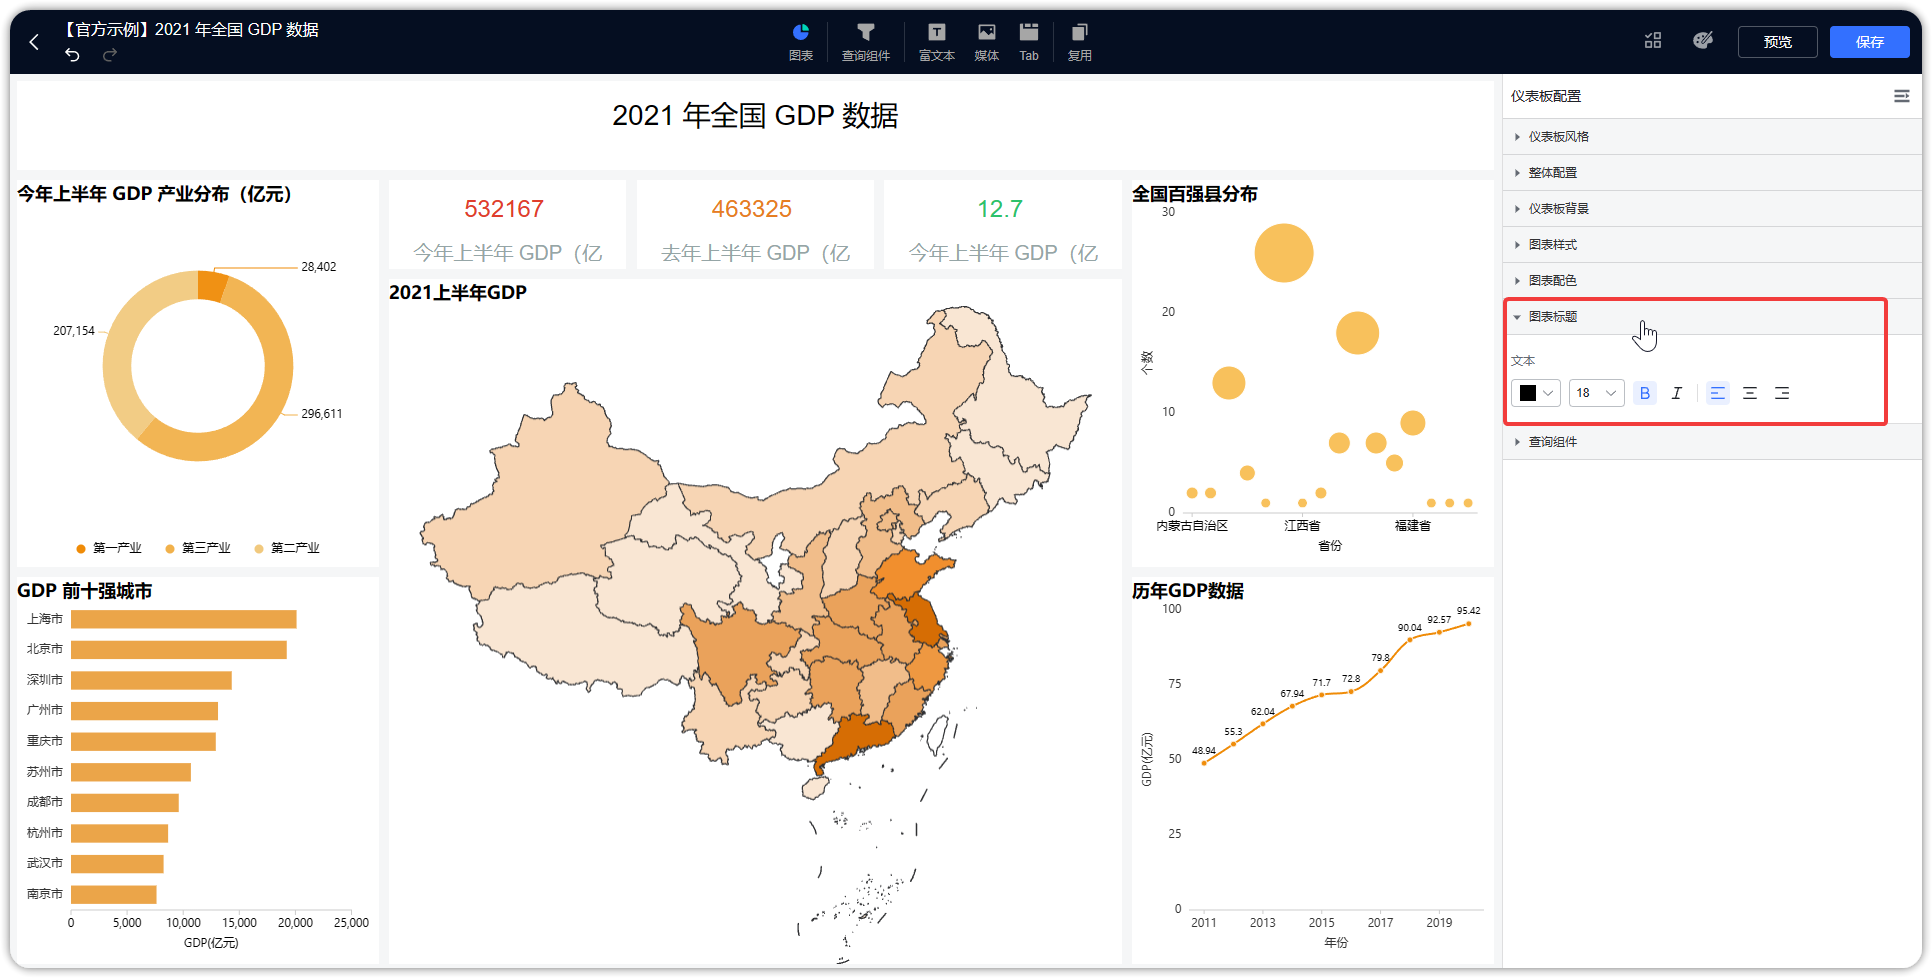 【官方示例】2021 年全国 GDP 数据
图表
查询组件
富文本
媒体
Tab
复用
预览
保存
2021 年全国 GDP 数据
今年上半年 GDP 产业分布（亿元）
28,402
207,154
296,611
第一产业
第三产业
第二产业
532167
今年上半年 GDP（亿
463325
去年上半年 GDP（亿
12.7
今年上半年 GDP（亿
2021上半年GDP
全国百强县分布
30
20
10
0
个数
内蒙古自治区
江西省
福建省
省份
GDP 前十强城市
上海市
北京市
深圳市
广州市
重庆市
苏州市
成都市
杭州市
武汉市
南京市
0
5,000
10,000
15,000
20,000
25,000
GDP(亿元)
历年GDP数据
100
75
50
25
0
GDP(亿元)
48.94
55.3
62.04
67.94
71.7
72.8
79.8
90.04
92.57
95.42
2011
2013
2015
2017
2019
年份
仪表板配置
仪表板风格
整体配置
仪表板背景
图表样式
图表配色
图表标题
文本
18
B
I
查询组件